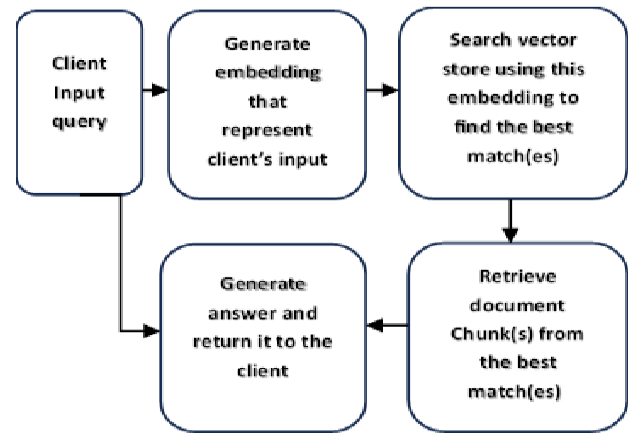 Client
Input
query
Generate
embedding
that
represent
client's input
Search vector
store using this
embedding to
find the best
match(es)
Generate
answer and
return it to the
client
Retrieve
document
Chunk(s) from
the best
match(es)